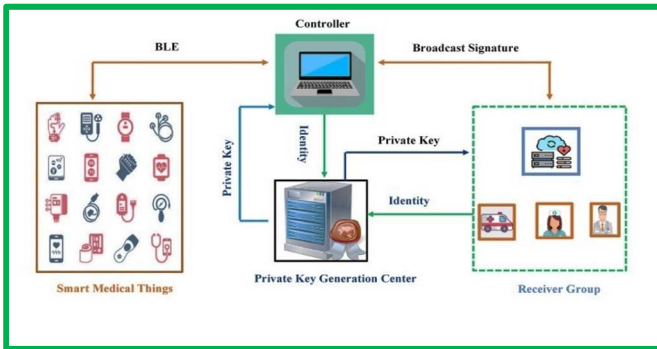 Controller
BLE
Broadcast Signature
Private Key
Identity
Private Key
Identity
Private Key Generation Center
Smart Medical Things
Receiver Group